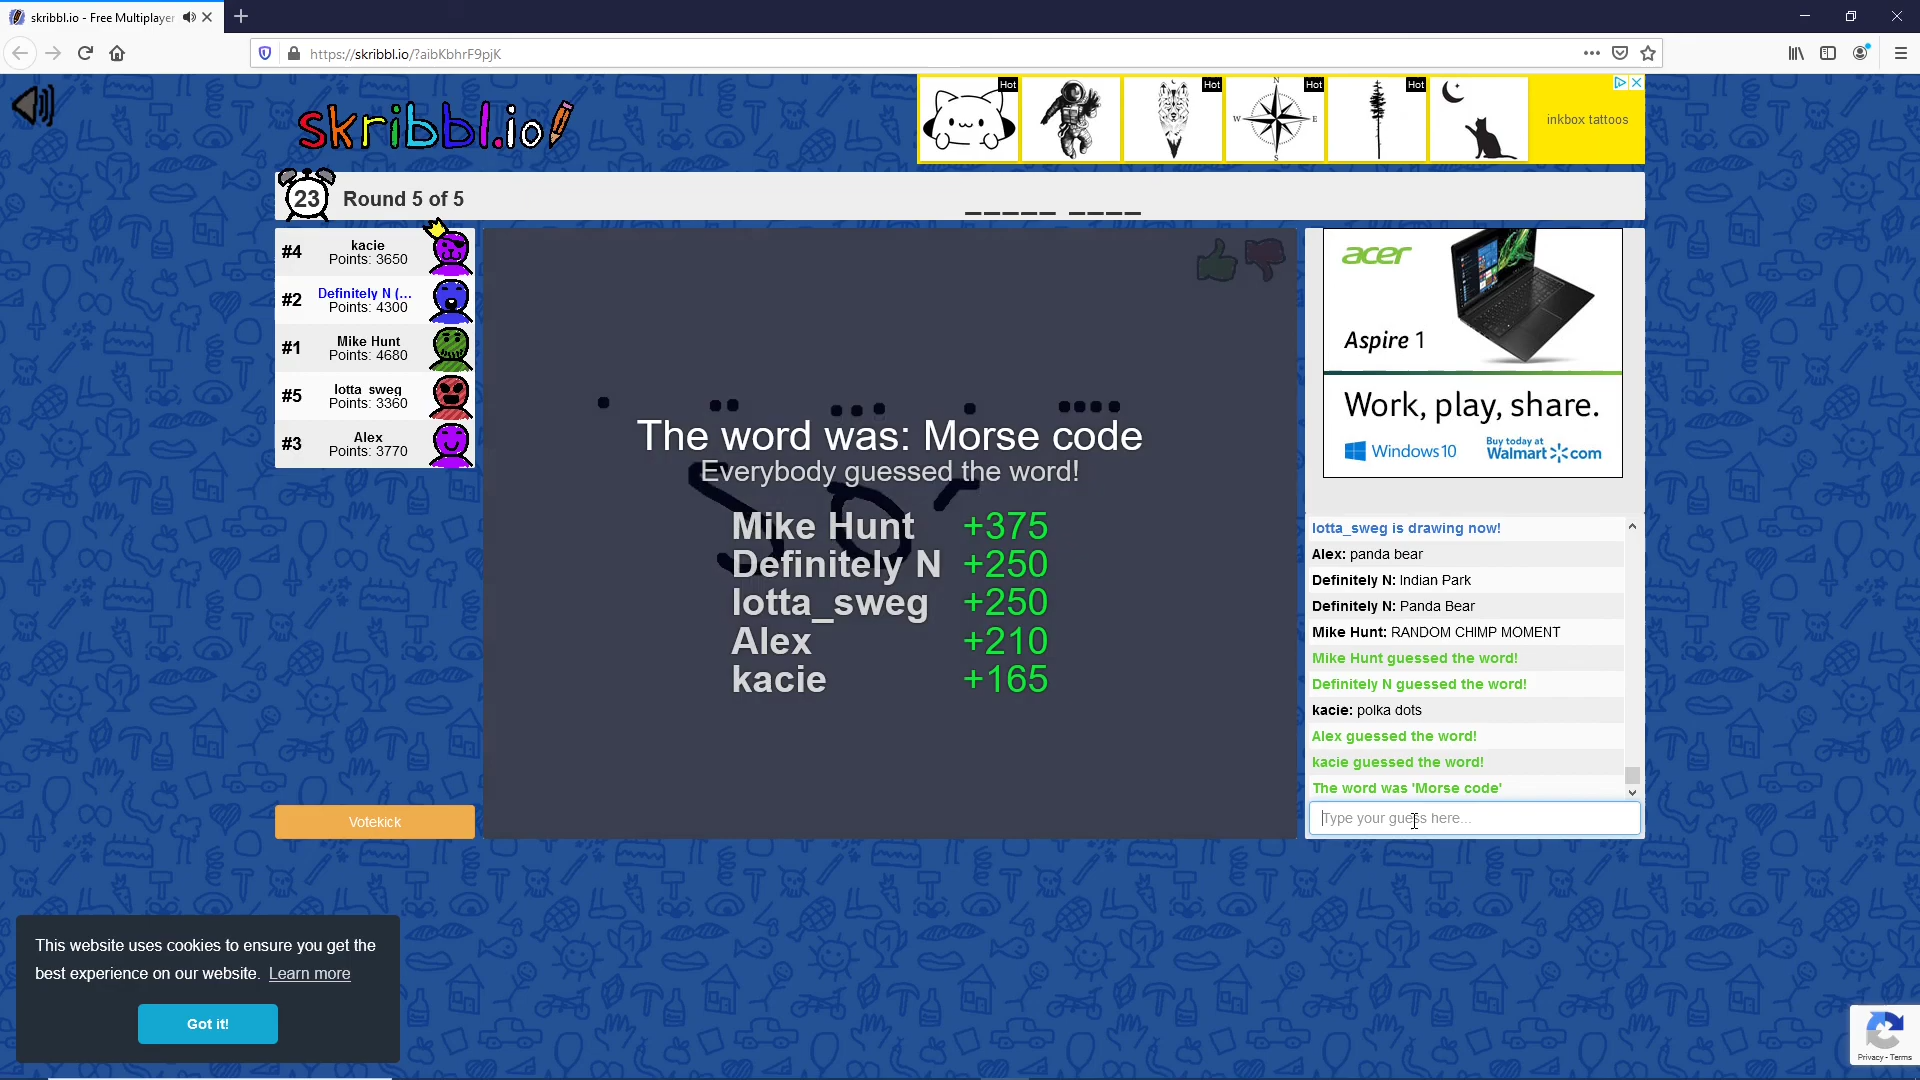 skribbl.io - Free Multiplayer
https://skribbl.io/?aibKbhrF9pjK
skribbl.io
Hot
Hot
N
W E
S
Hot
Hot
inkbox tattoos
23
Round 5 of 5
_____ ____
#4
kacie
Points: 3650
#2
Definitely N (...
Points: 4300
#1
Mike Hunt
Points: 4680
#5
lotta_sweg
Points: 3360
#3
Alex
Points: 3770
The word was: Morse code
Everybody guessed the word!
Mike Hunt +375
Definitely N +250
lotta_sweg +250
Alex +210
kacie +165
acer
Aspire 1
Work, play, share.
Windows 10
Buy today at
Walmart.com
lotta_sweg is drawing now!
Alex: panda bear
Definitely N: Indian Park
Definitely N: Panda Bear
Mike Hunt: RANDOM CHIMP MOMENT
Mike Hunt guessed the word!
Definitely N guessed the word!
kacie: polka dots
Alex guessed the word!
kacie guessed the word!
The word was 'Morse code'
Type your guess here...
Votekick
This website uses cookies to ensure you get the
best experience on our website. Learn more
Got it!
Privacy - Terms